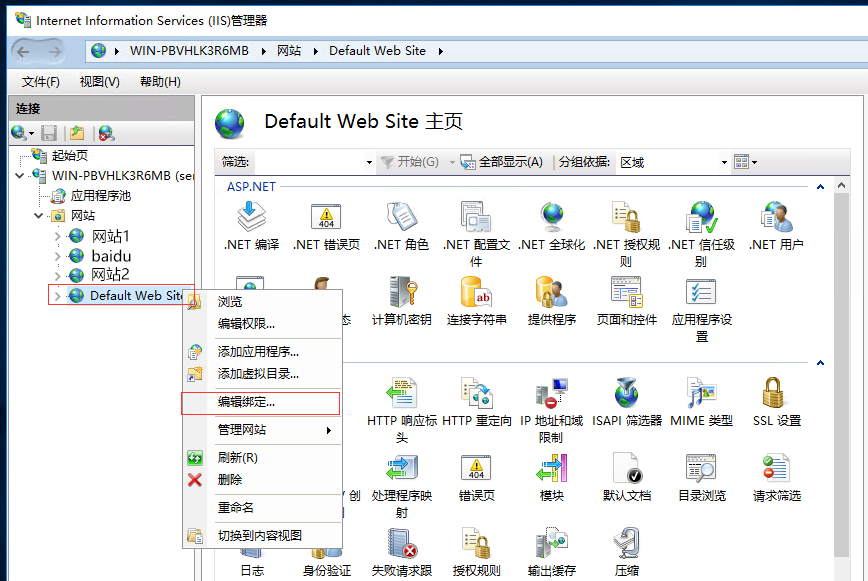 Internet Information Services (IIS)管理器
WIN-PBVHLK3R6MB 网站 Default Web Site
文件(F) 视图(V) 帮助(H)
连接
起始页
WIN-PBVHLK3R6MB (ser
应用程序池
网站
网站1
baidu
网站2
Default Web Site
浏览
编辑权限...
添加应用程序...
添加虚拟目录...
编辑绑定...
管理网站
刷新(R)
删除
重命名
切换到内容视图
Default Web Site 主页
筛选: 开始(G) 全部显示(A) 分组依据: 区域
ASP.NET
.NET 编译 .NET 错误页 .NET 角色 .NET 配置文件 .NET 全球化 .NET 授权规则 .NET 信任级别 .NET 用户
态 计算机密钥 连接字符串 提供程序 页面和控件 应用程序设置
HTTP 响应标头 HTTP 重定向 IP 地址和域限制 ISAPI 筛选器 MIME 类型 SSL 设置
创 处理程序映射 错误页 模块 默认文档 目录浏览 请求筛选
日志 身份验证 失败请求跟 授权规则 输出缓存 压缩